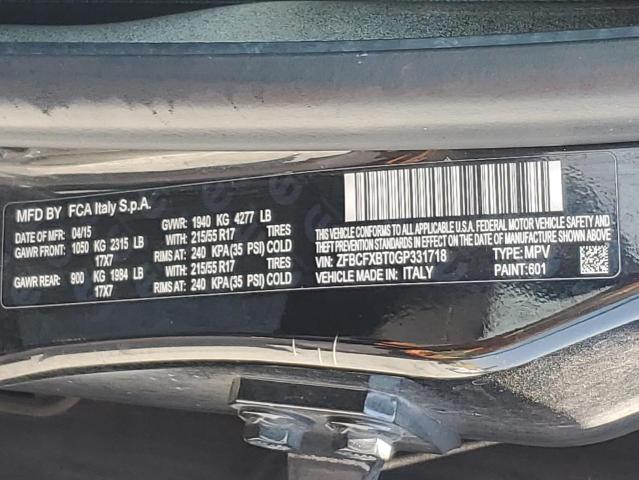 MFD BY FCA Italy S.p.A.
DATE OF MFR: 04/15 GVWR: 1940 KG 4277 LB
GAWR FRONT: 1050 KG 2315 LB WITH: 215/55 R17 TIRES
17X7 RIMS AT: 240 KPA (35 PSI) COLD
GAWR REAR: 900 KG 1984 LB WITH: 215/55 R17 TIRES
17X7 RIMS AT: 240 KPA (35 PSI) COLD
THIS VEHICLE CONFORMS TO ALL APPLICABLE U.S.A. FEDERAL MOTOR VEHICLE SAFETY,
BUMPER, AND
THEFT PREVENTION STANDARDS IN EFFECT ON THE DATE OF MANUFACTURE SHOWN ABOVE.
VIN: ZFBCFXBT0GP331718 TYPE: MPV
VEHICLE MADE IN: ITALY PAINT: 601